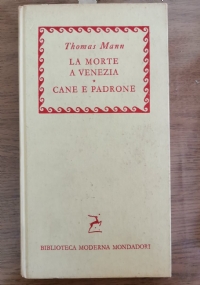 Thomas Mann
LA MORTE
A VENEZIA
•
CANE E PADRONE
BIBLIOTECA MODERNA MONDADORI